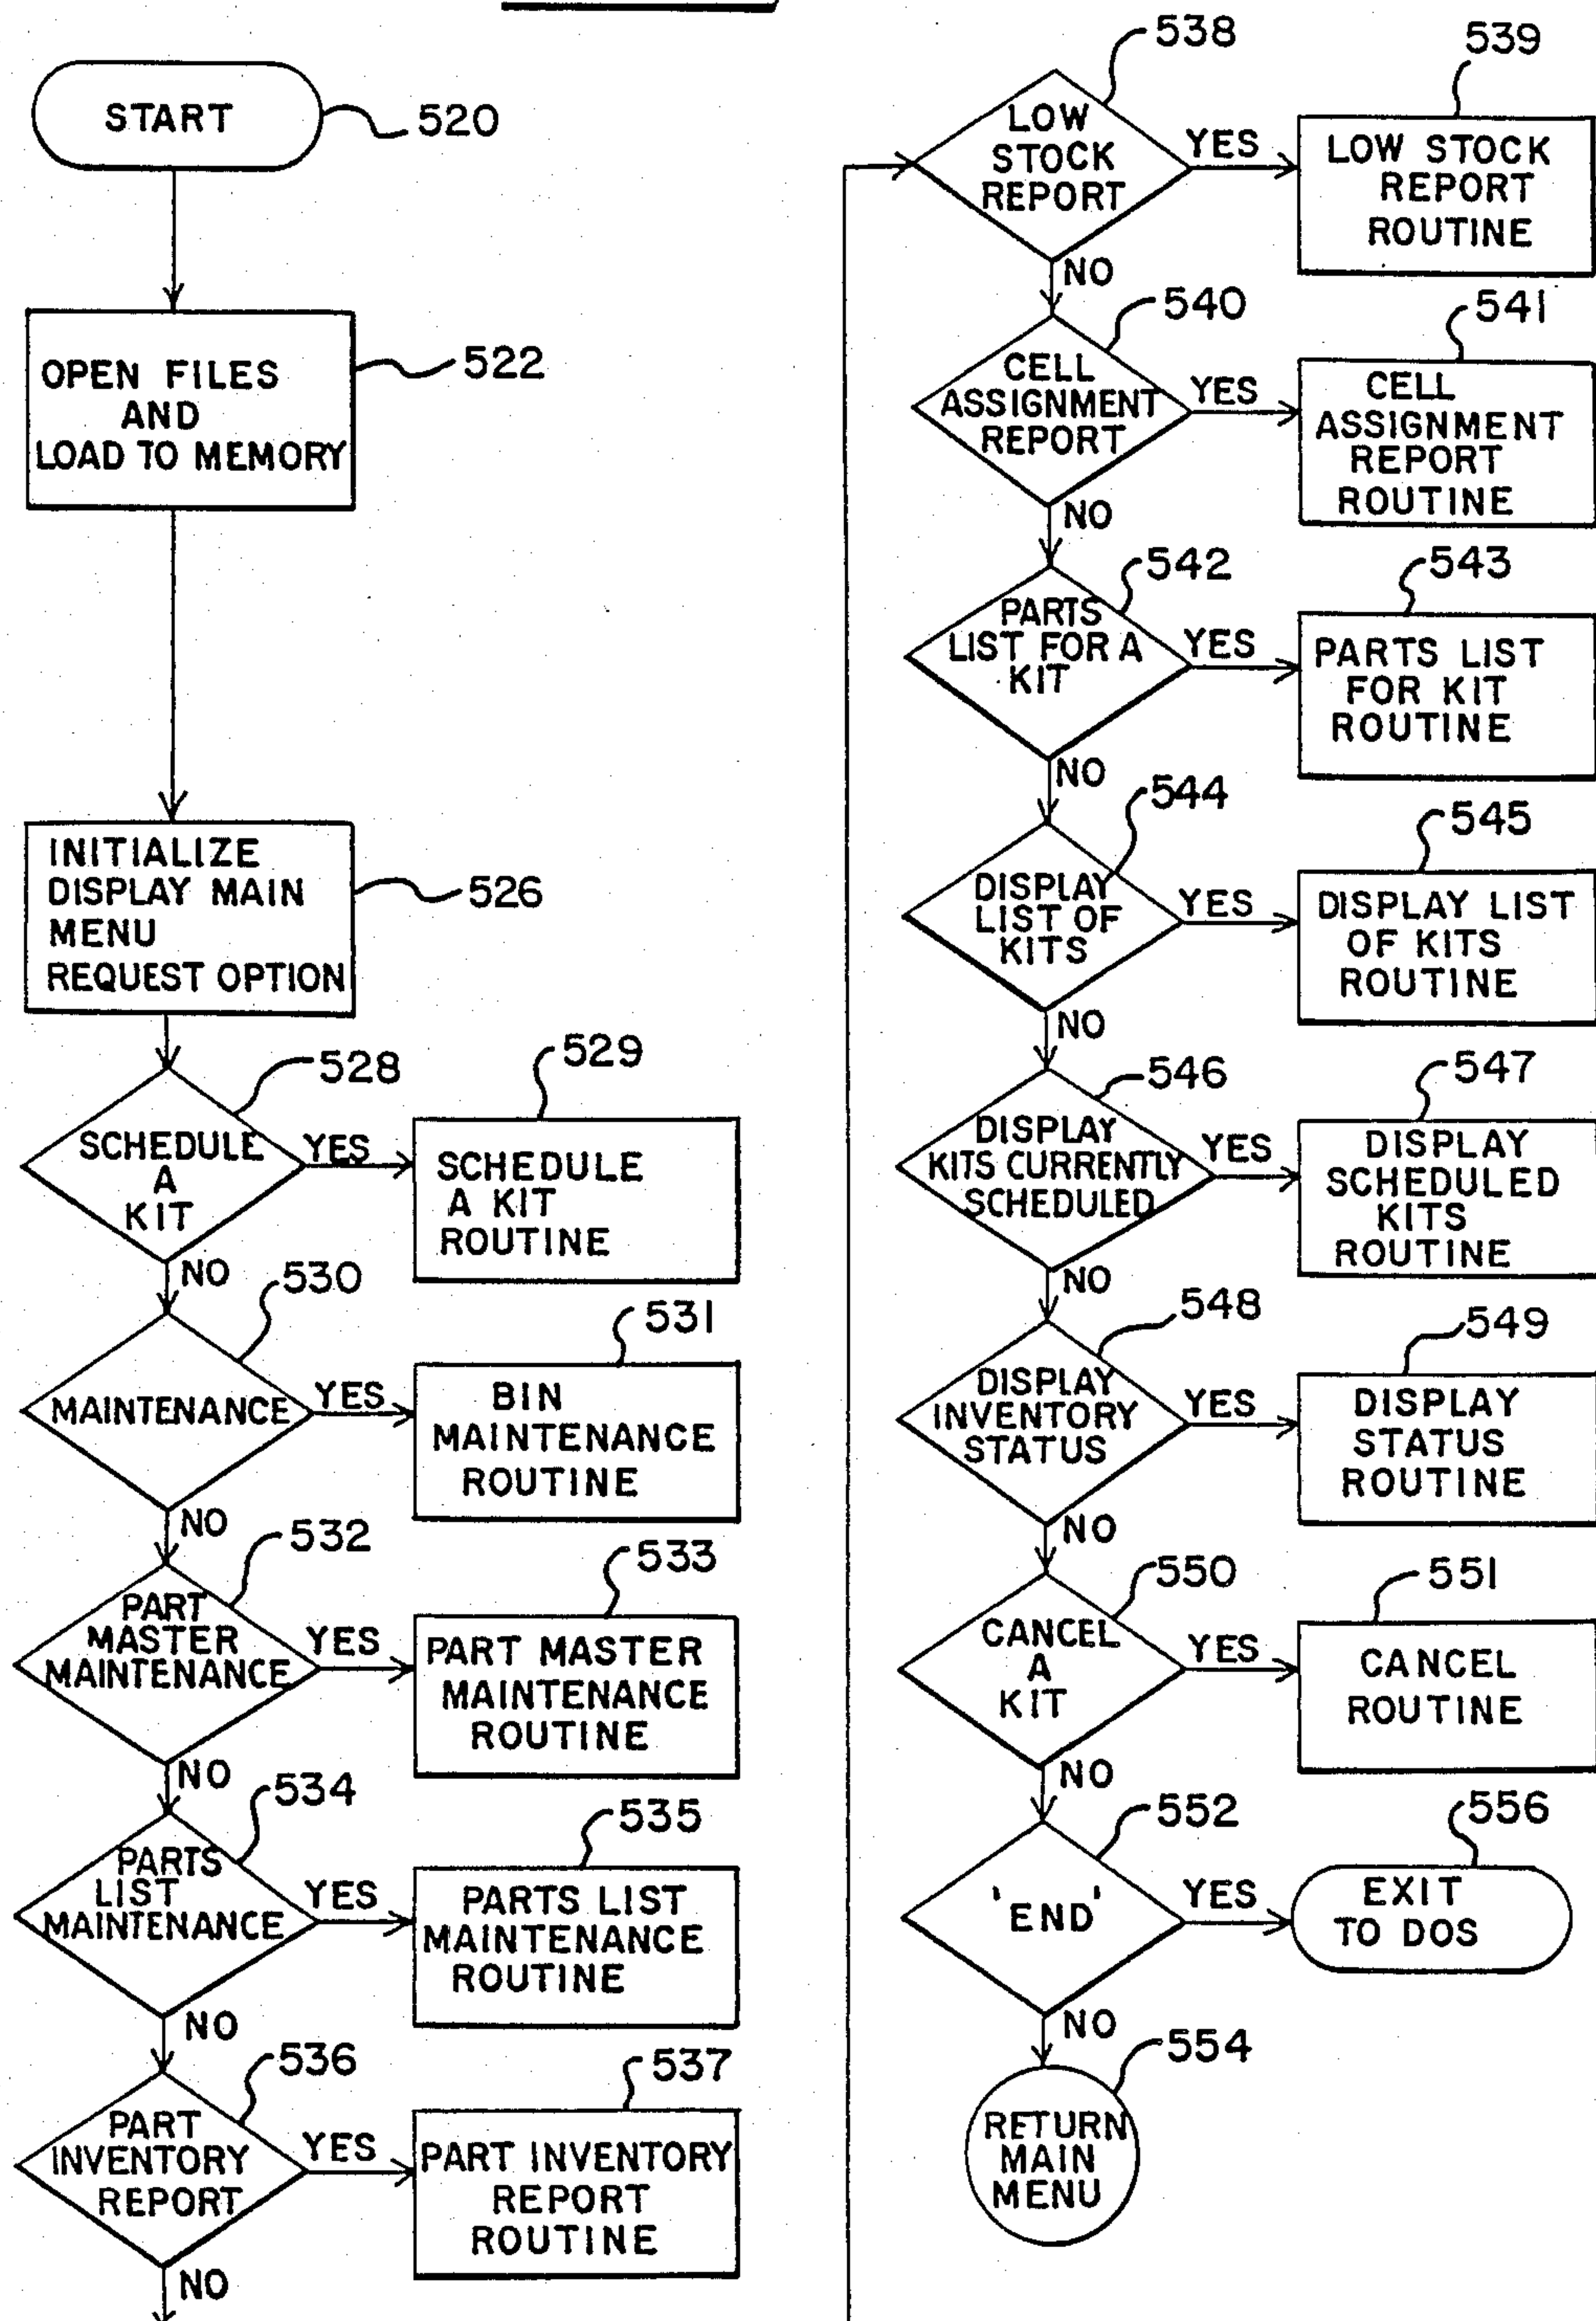 START
520
OPEN FILES
AND
LOAD TO MEMORY
522
INITIALIZE
DISPLAY MAIN
MENU
REQUEST OPTION
526
528
SCHEDULE
A
KIT
YES
529
SCHEDULE
A KIT
ROUTINE
NO
530
MAINTENANCE
YES
531
BIN
MAINTENANCE
ROUTINE
NO
532
PART
MASTER
MAINTENANCE
YES
533
PART MASTER
MAINTENANCE
ROUTINE
NO
534
PARTS
LIST
MAINTENANCE
YES
535
PARTS LIST
MAINTENANCE
ROUTINE
NO
536
PART
INVENTORY
REPORT
YES
537
PART INVENTORY
REPORT
ROUTINE
NO
538
LOW
STOCK
REPORT
YES
539
LOW STOCK
REPORT
ROUTINE
NO
540
CELL
ASSIGNMENT
REPORT
YES
541
CELL
ASSIGNMENT
REPORT
ROUTINE
NO
542
PARTS
LIST FOR A
KIT
YES
543
PARTS LIST
FOR KIT
ROUTINE
NO
544
DISPLAY
LIST OF
KITS
YES
545
DISPLAY LIST
OF KITS
ROUTINE
NO
546
DISPLAY
KITS CURRENTLY
SCHEDULED
YES
547
DISPLAY
SCHEDULED
KITS
ROUTINE
NO
548
DISPLAY
INVENTORY
STATUS
YES
549
DISPLAY
STATUS
ROUTINE
NO
550
CANCEL
A
KIT
YES
551
CANCEL
ROUTINE
NO
552
'END'
YES
556
EXIT
TO DOS
NO
554
RETURN
MAIN
MENU